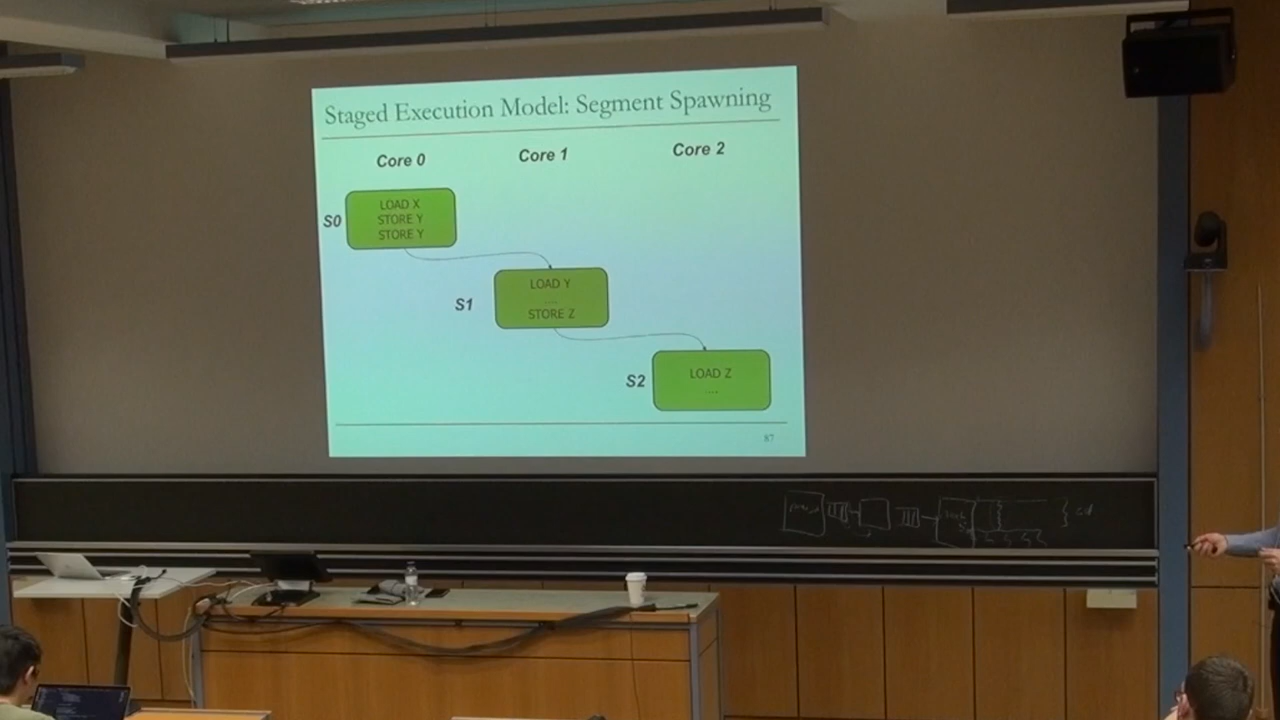 Staged Execution Model: Segment Spawning
Core 0 Core 1 Core 2
S0
LOAD X
STORE Y
STORE Y
S1
LOAD Y
....
STORE Z
S2
LOAD Z
....
87